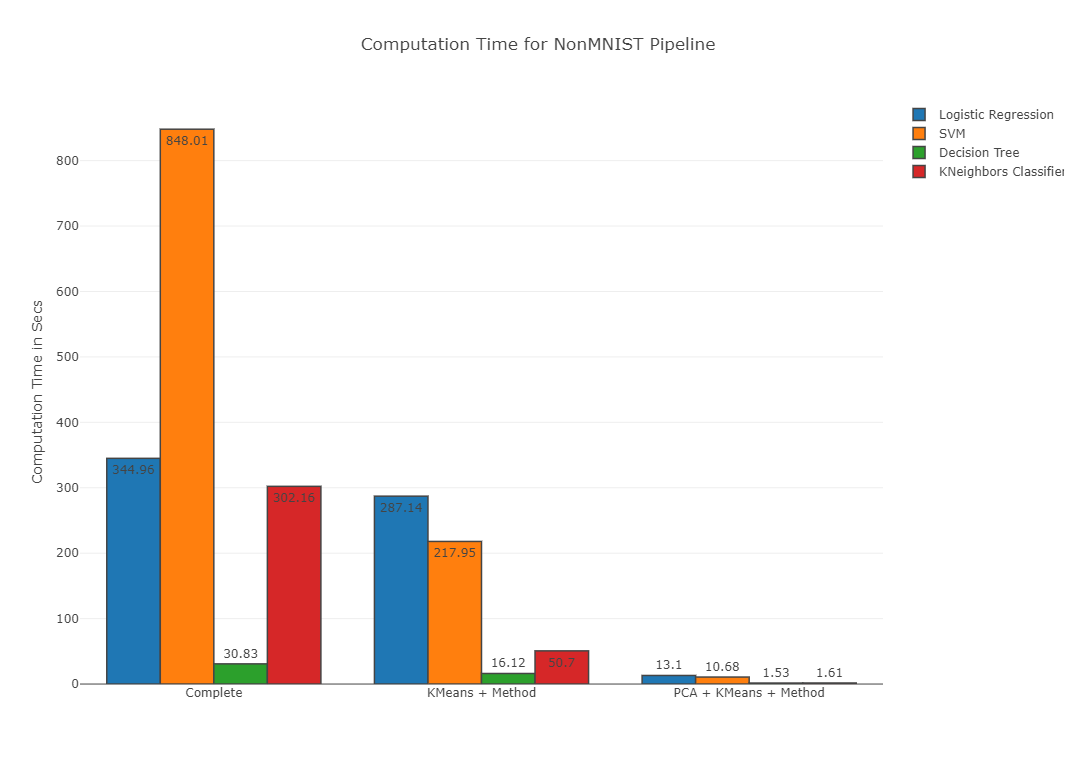 Computation Time for NonMNIST Pipeline
Logistic Regression
SVM
Decision Tree
KNeighbors Classifier
Computation Time in Secs
800
700
600
500
400
300
200
100
0
344.96
848.01
30.83
302.16
287.14
217.95
16.12
50.7
13.1
10.68
1.53
1.61
Complete
KMeans + Method
PCA + KMeans + Method